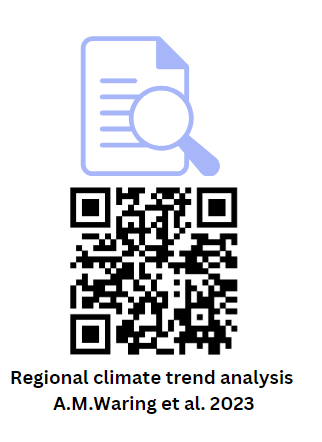 Regional climate trend analysis
A.M.Waring et al. 2023